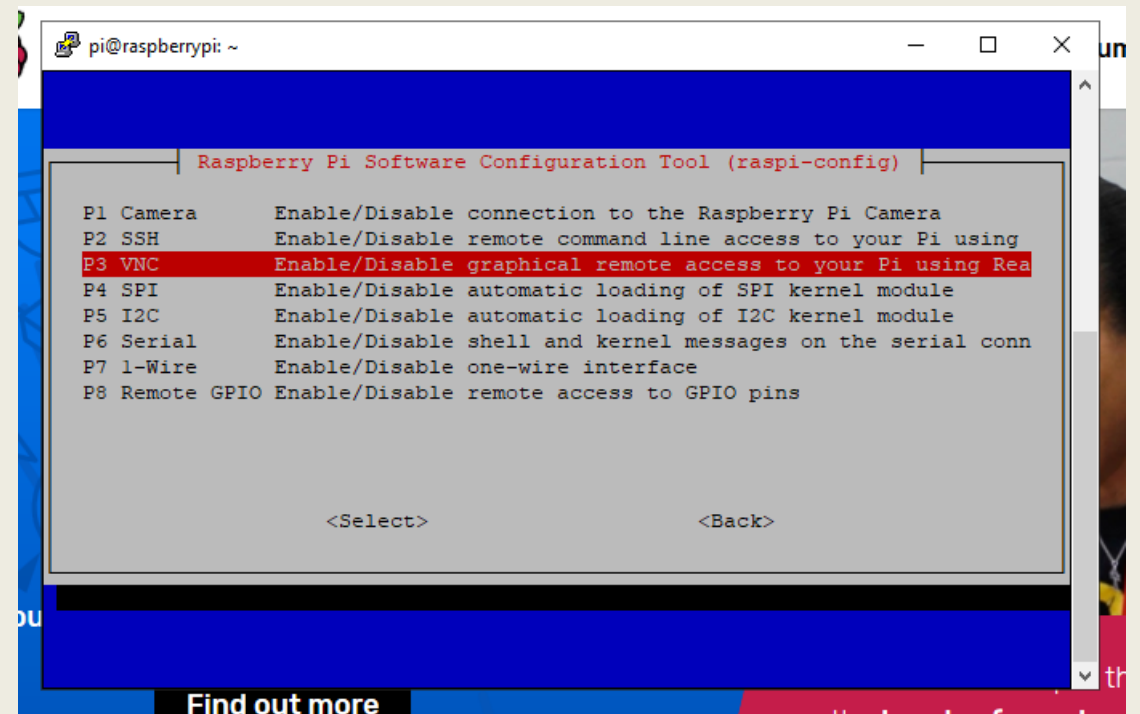 pi@raspberrypi: ~
Raspberry Pi Software Configuration Tool (raspi-config)
P1 Camera Enable/Disable connection to the Raspberry Pi Camera
P2 SSH Enable/Disable remote command line access to your Pi using
P3 VNC Enable/Disable graphical remote access to your Pi using Rea
P4 SPI Enable/Disable automatic loading of SPI kernel module
P5 I2C Enable/Disable automatic loading of I2C kernel module
P6 Serial Enable/Disable shell and kernel messages on the serial conn
P7 1-Wire Enable/Disable one-wire interface
P8 Remote GPIO Enable/Disable remote access to GPIO pins
<Select> <Back>
Find out more